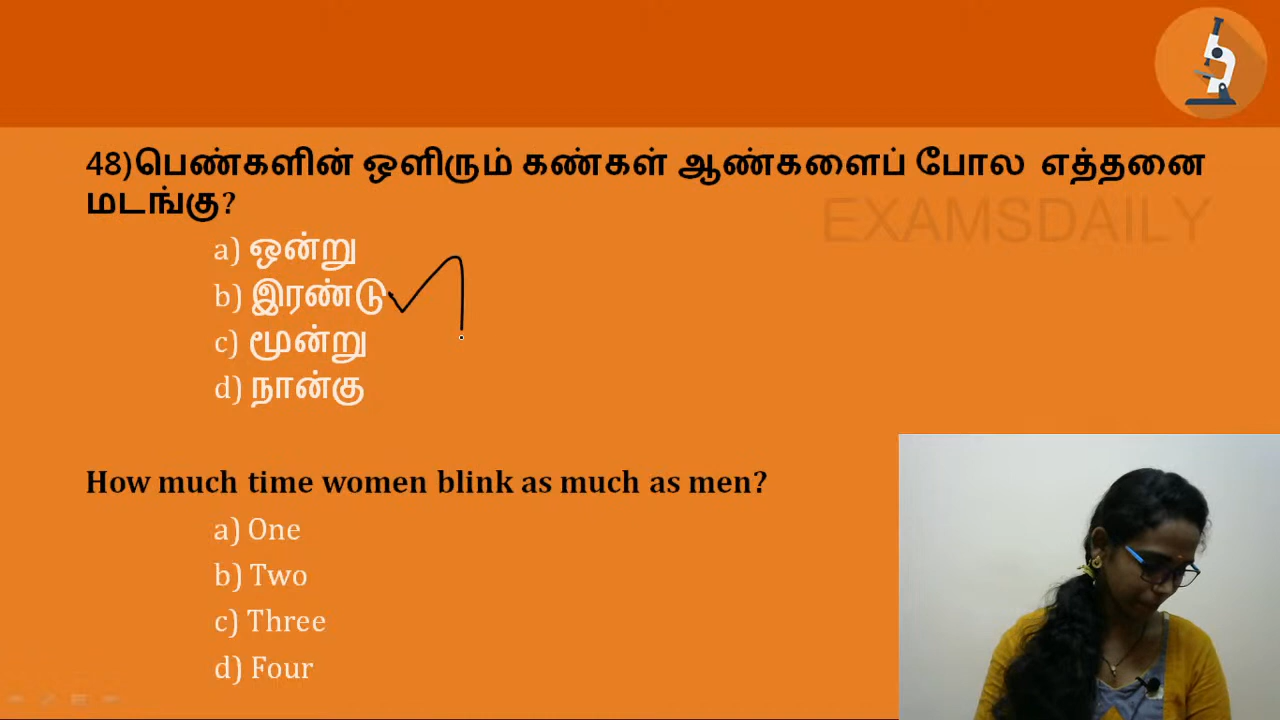 48)பெண்களின் ஒளிரும் கண்கள் ஆண்களைப் போல எத்தனை
மடங்கு?
EXAMSDAILY
a) ஒன்று
b) இரண்டு
c) மூன்று
d) நான்கு
How much time women blink as much as men?
a) One
b) Two
c) Three
d) Four